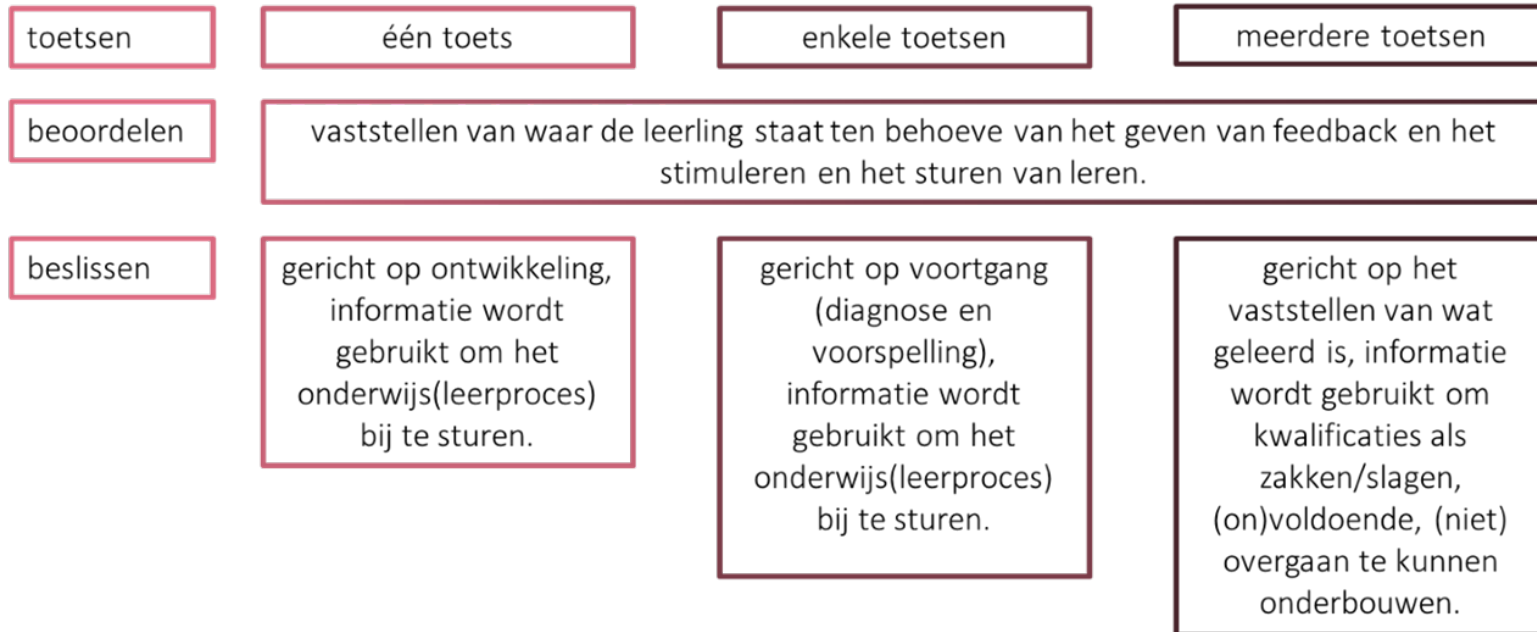 toetsen
één toets
enkele toetsen
meerdere toetsen
beoordelen
vaststellen van waar de leerling staat ten behoeve van het geven van feedback en het
stimuleren en het sturen van leren.
beslissen
gericht op ontwikkeling,
informatie wordt
gebruikt om het
onderwijs(leerproces)
bij te sturen.
gericht op voortgang
(diagnose en
voorspelling),
informatie wordt
gebruikt om het
onderwijs(leerproces)
bij te sturen.
gericht op het
vaststellen van wat
geleerd is, informatie
wordt gebruikt om
kwalificaties als
zakken/slagen,
(on)voldoende, (niet)
overgaan te kunnen
onderbouwen.